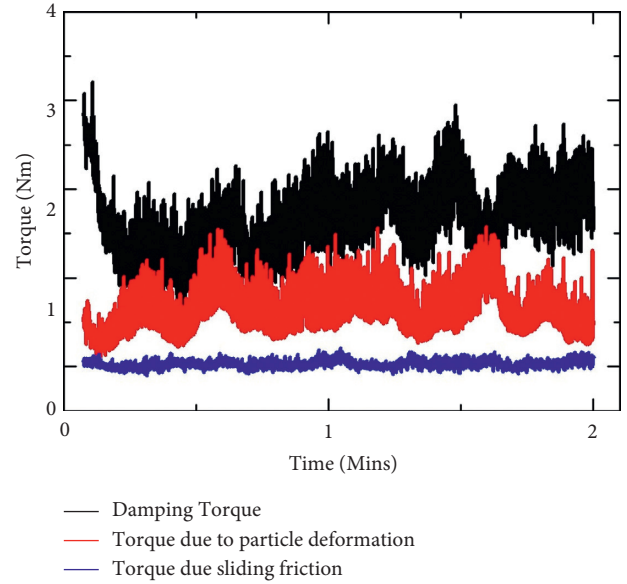 4
3
2
1
0
Torque (Nm)
0
1
2
Time (Mins)
Damping Torque
Torque due to particle deformation
Torque due sliding friction